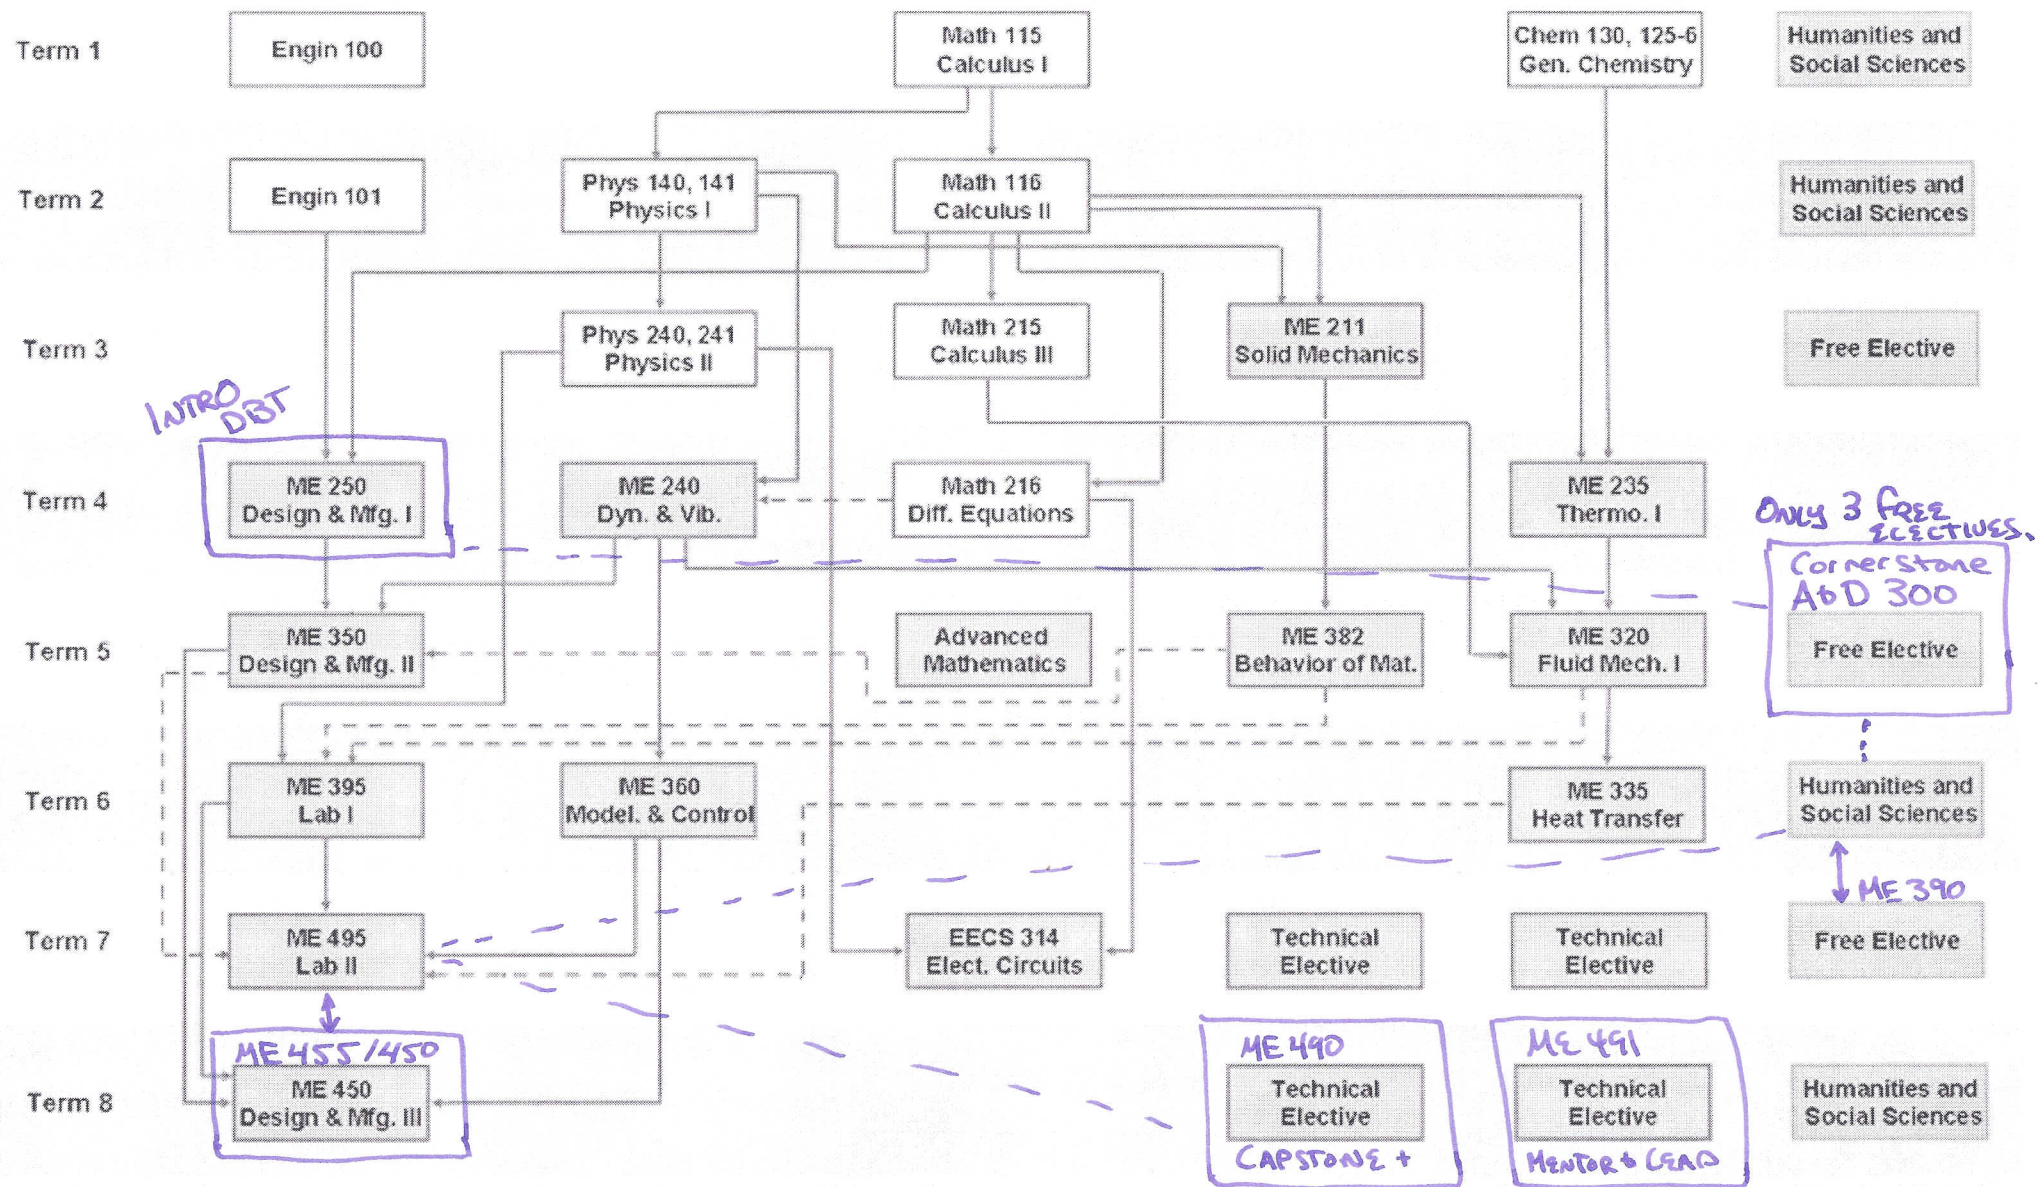 Term 1
Engin 100
Math 115
Calculus I
Chem 130, 125-6
Gen. Chemistry
Humanities and
Social Sciences
Term 2
Engin 101
Phys 140, 141
Physics I
Math 116
Calculus II
Humanities and
Social Sciences
Term 3
Phys 240, 241
Physics II
Math 215
Calculus III
ME 211
Solid Mechanics
Free Elective
INTRO
DBT
Term 4
ME 250
Design & Mfg. I
ME 240
Dyn. & Vib.
Math 216
Diff. Equations
ME 235
Thermo. I
ONLY 3 FREE
ELECTIVES.
Cornerstone
A&D 300
Term 5
ME 350
Design & Mfg. II
Advanced
Mathematics
ME 382
Behavior of Mat.
ME 320
Fluid Mech. I
Free Elective
Term 6
ME 395
Lab I
ME 360
Model. & Control
ME 335
Heat Transfer
Humanities and
Social Sciences
ME 390
Term 7
ME 495
Lab II
EECS 314
Elect. Circuits
Technical
Elective
Technical
Elective
Free Elective
ME 455/450
ME 490
ME 491
Term 8
ME 450
Design & Mfg. III
Technical
Elective
Technical
Elective
Humanities and
Social Sciences
CAPSTONE +
MENTOR & LEAD